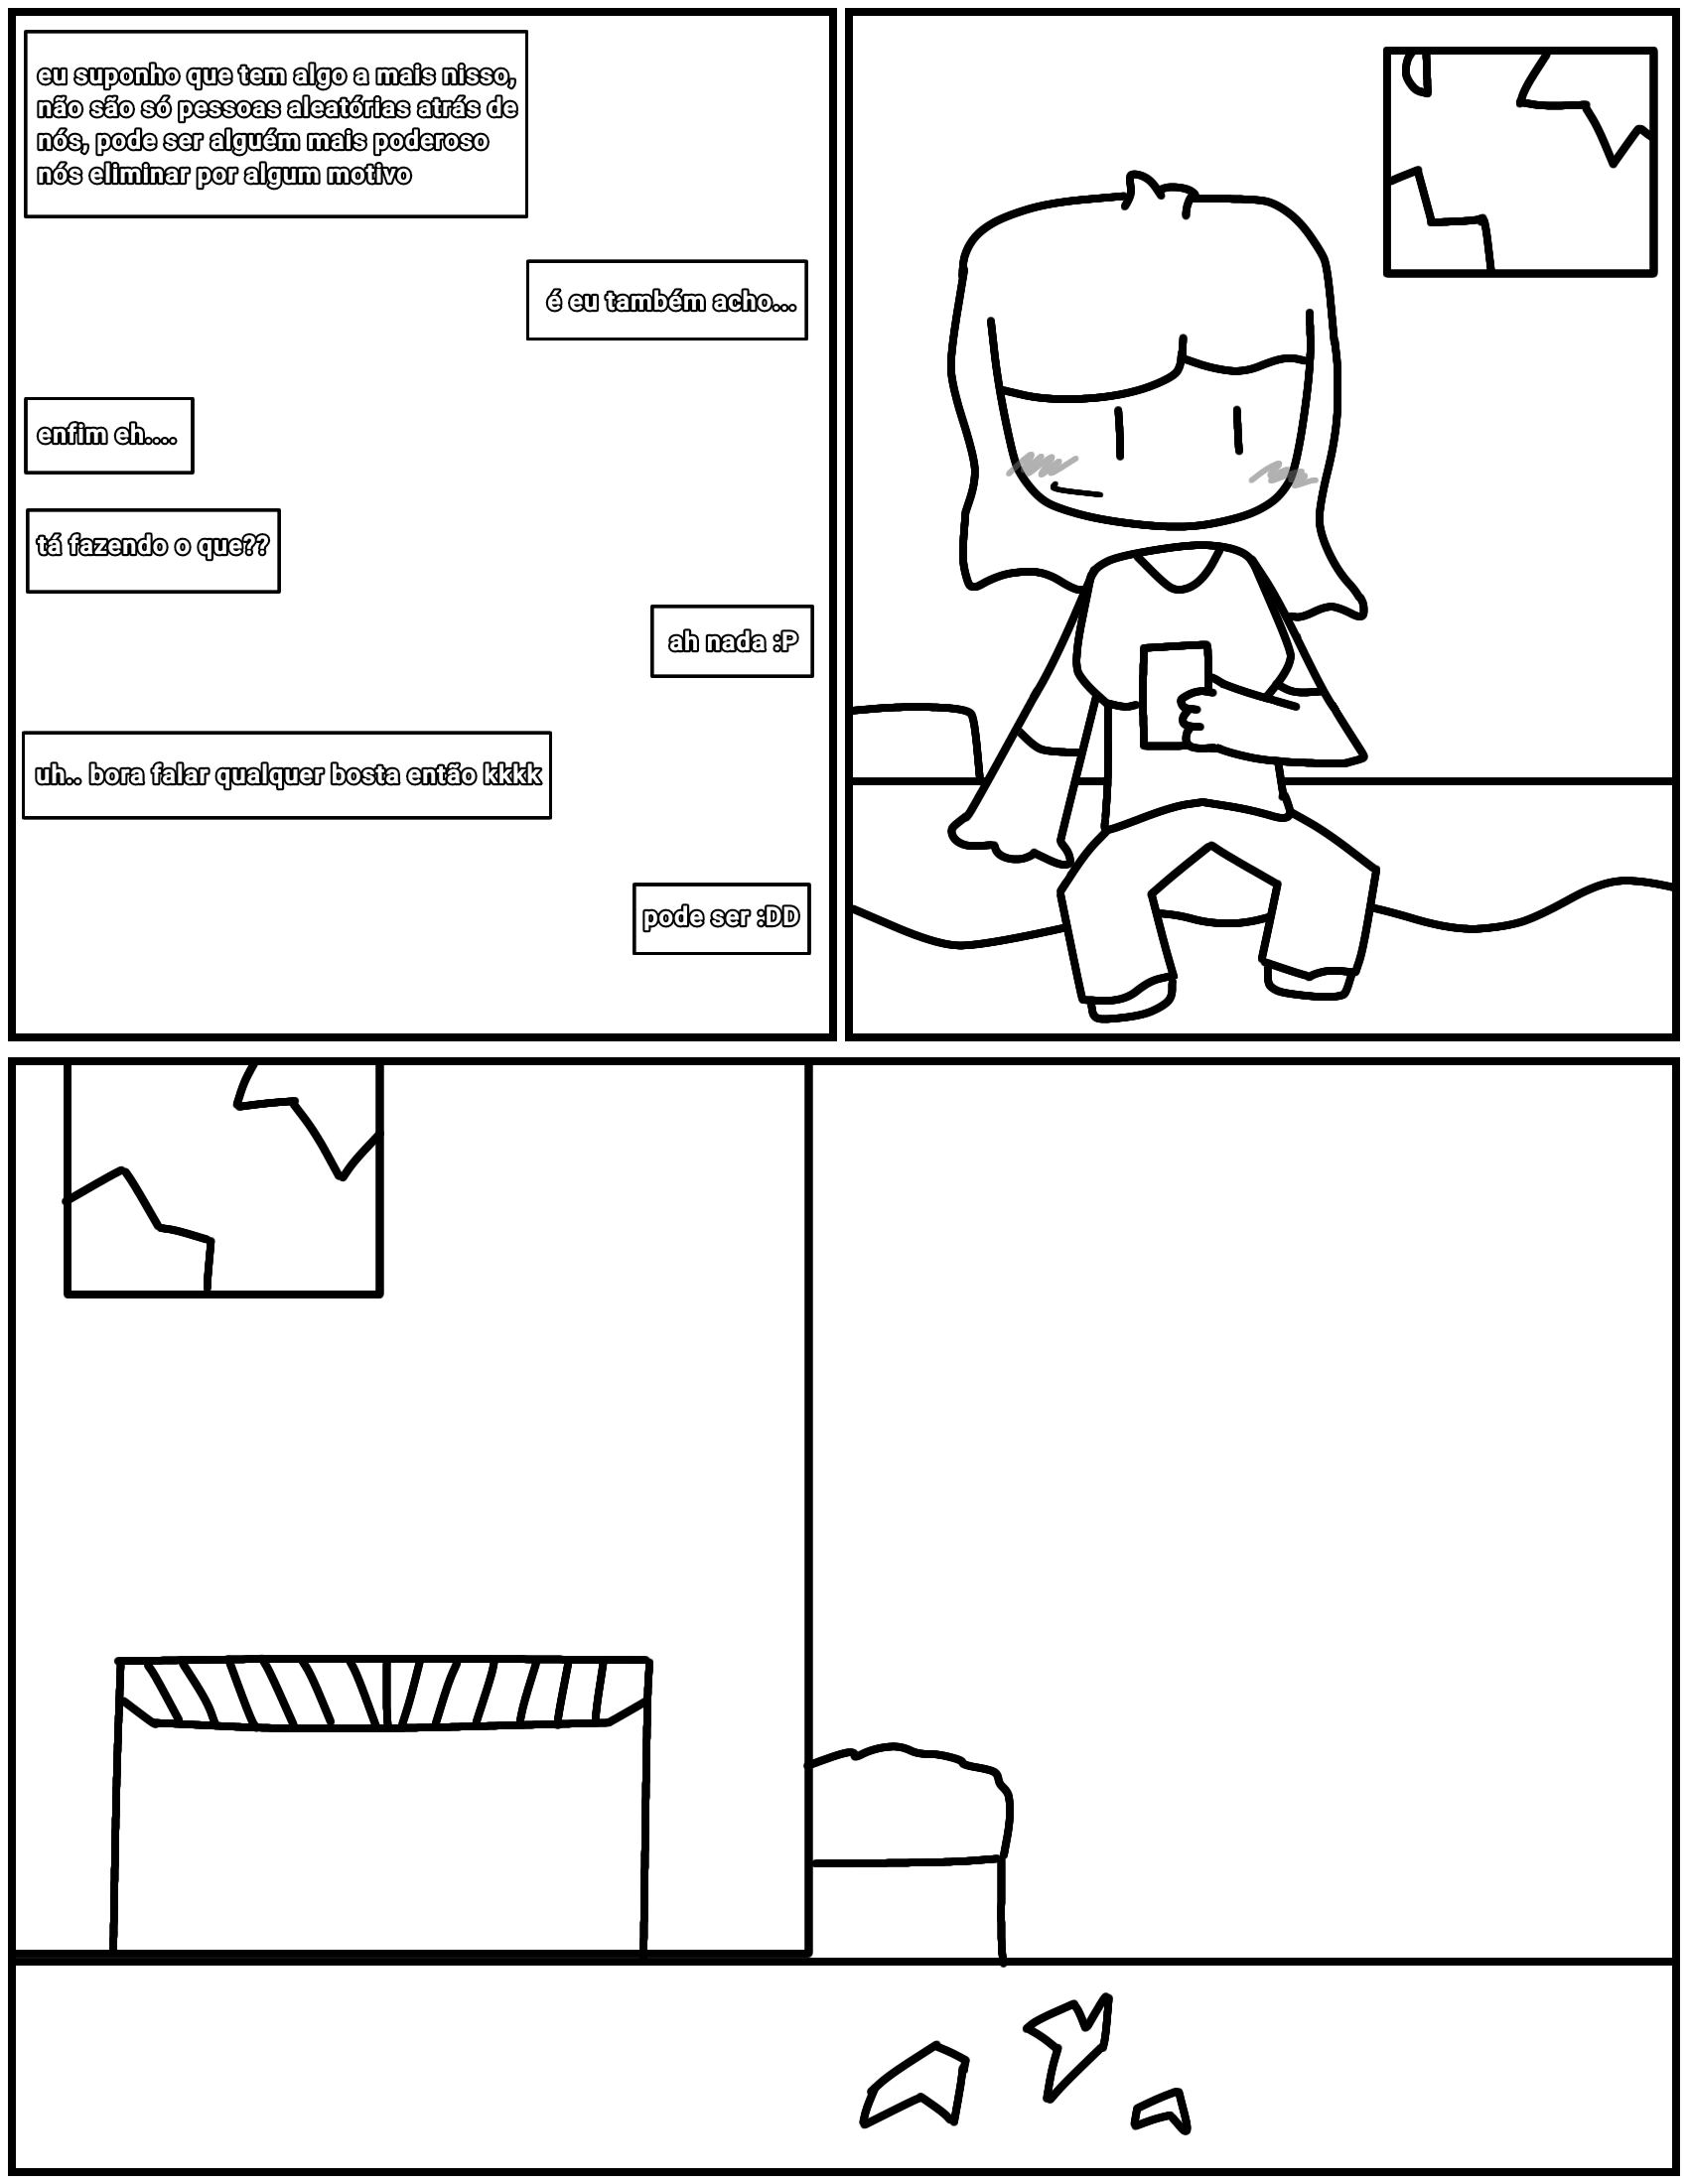 eu suponho que tem algo a mais nisso,
não são só pessoas aleatórias atrás de
nós, pode ser alguém mais poderoso
nós eliminar por algum motivo
é eu também acho...
enfim eh....
tá fazendo o que??
ah nada :P
uh.. bora falar qualquer bosta então kkkk
pode ser :DD